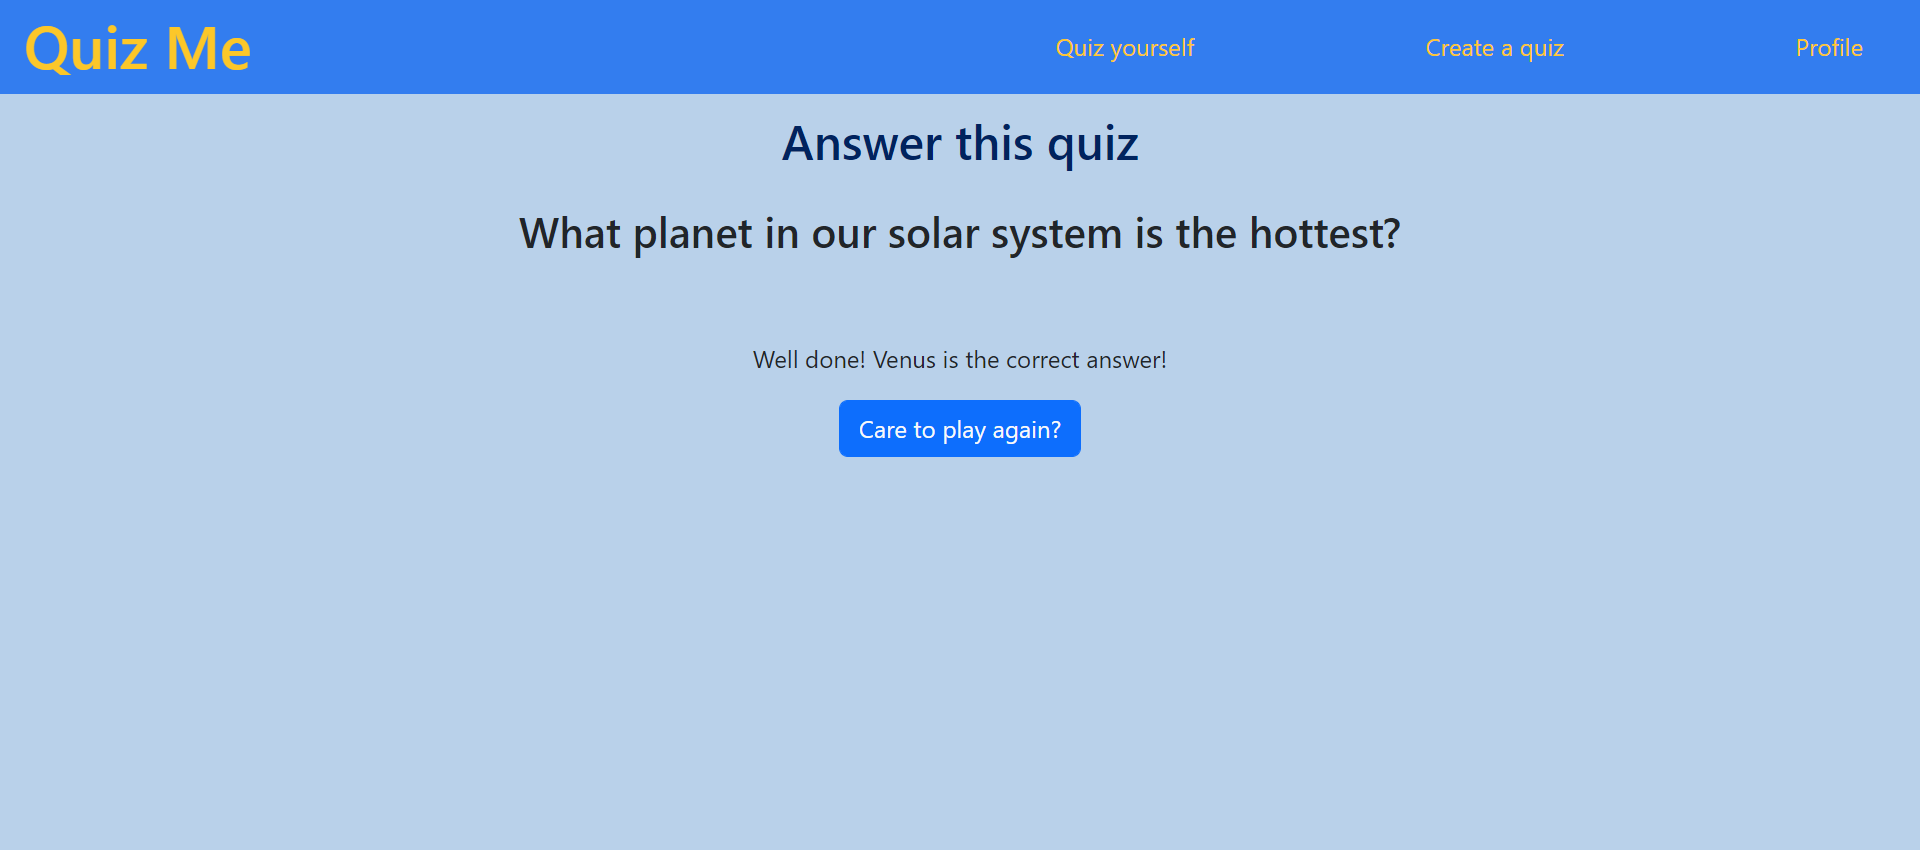 Quiz Me
Quiz yourself
Create a quiz
Profile
Answer this quiz
What planet in our solar system is the hottest?
Well done! Venus is the correct answer!
Care to play again?